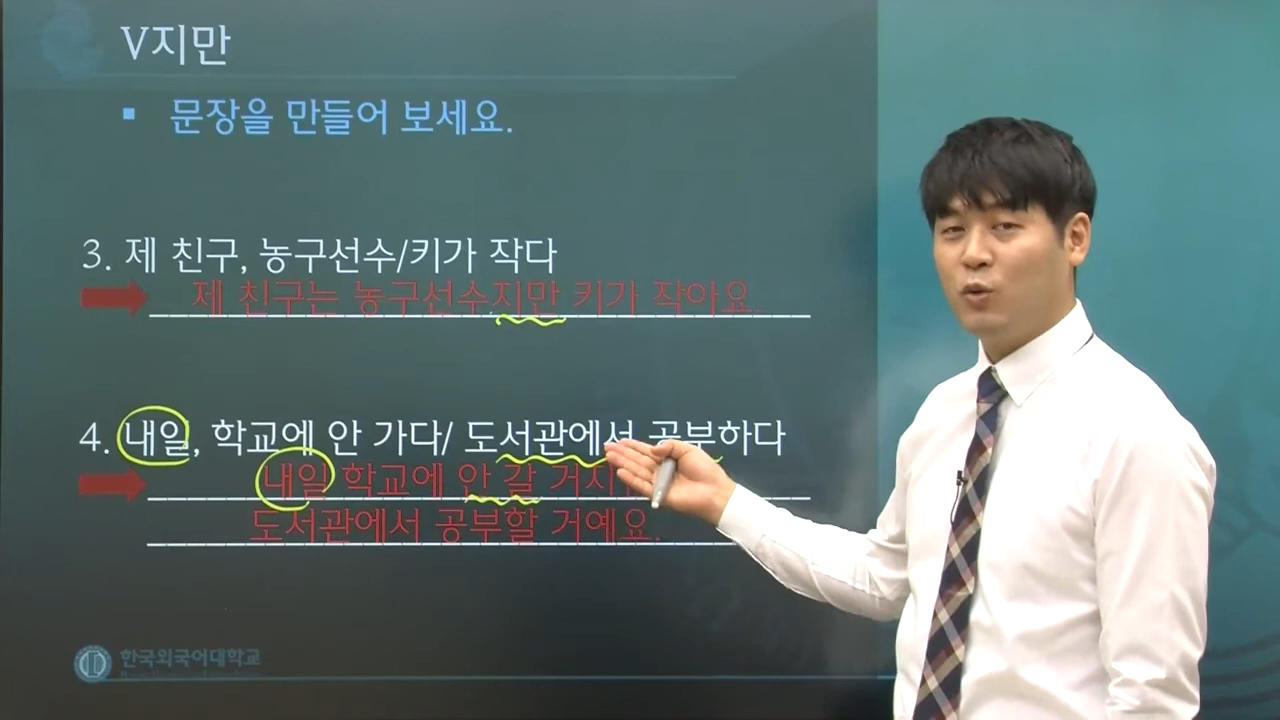 V지만
▪ 문장을 만들어 보세요.
3. 제 친구, 농구선수/키가 작다
제 친구는 농구선수지만 키가 작아요.
4. 내일, 학교에 안 가다/ 도서관에서 공부하다
내일 학교에 안 갈 거지
도서관에서 공부할 거예요.
한국외국어대학교